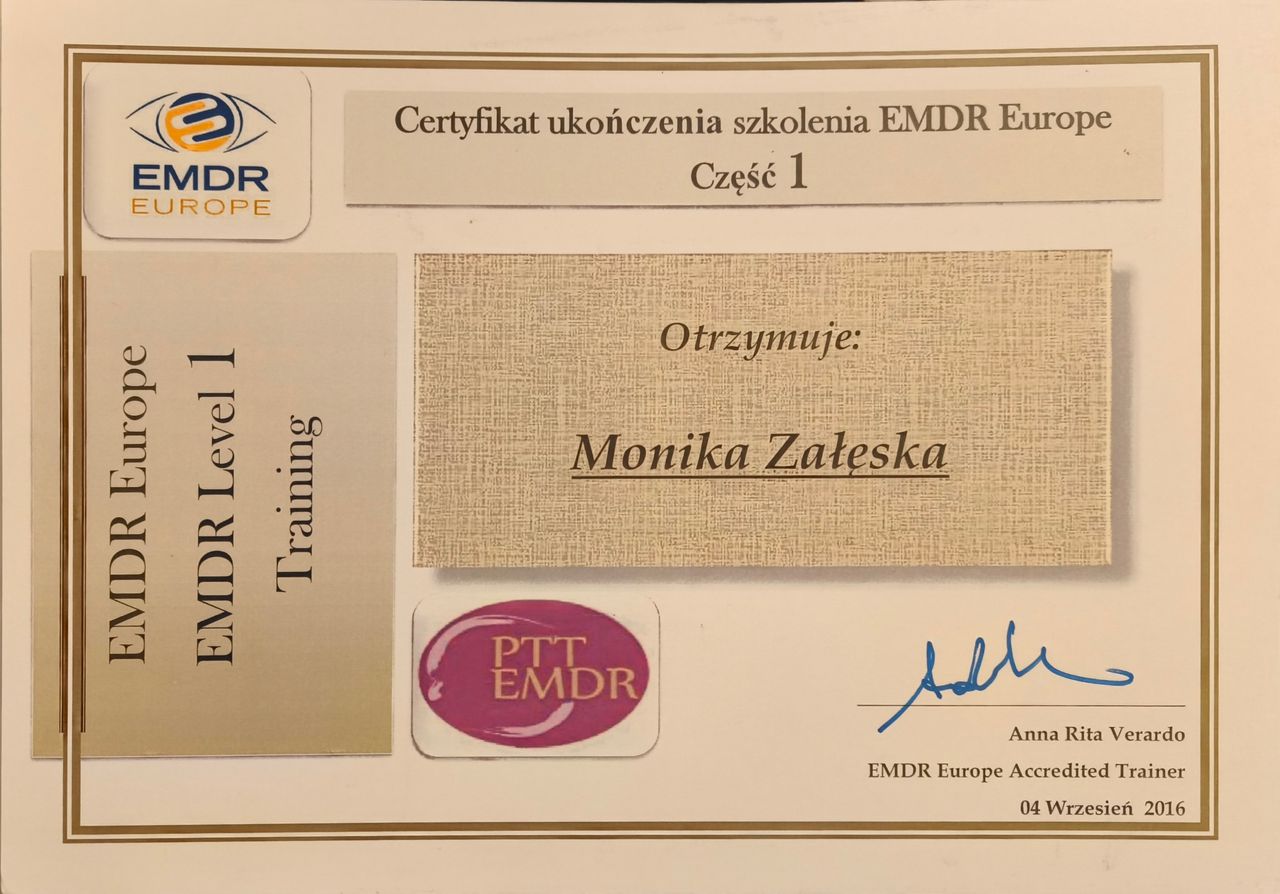 EMDR
EUROPE
Certyfikat ukończenia szkolenia EMDR Europe
Część 1
EMDR Europe
EMDR Level 1
Training
Otrzymuje:
Monika Załęska
PTT
EMDR
Anna Rita Verardo
EMDR Europe Accredited Trainer
04 Wrzesień 2016